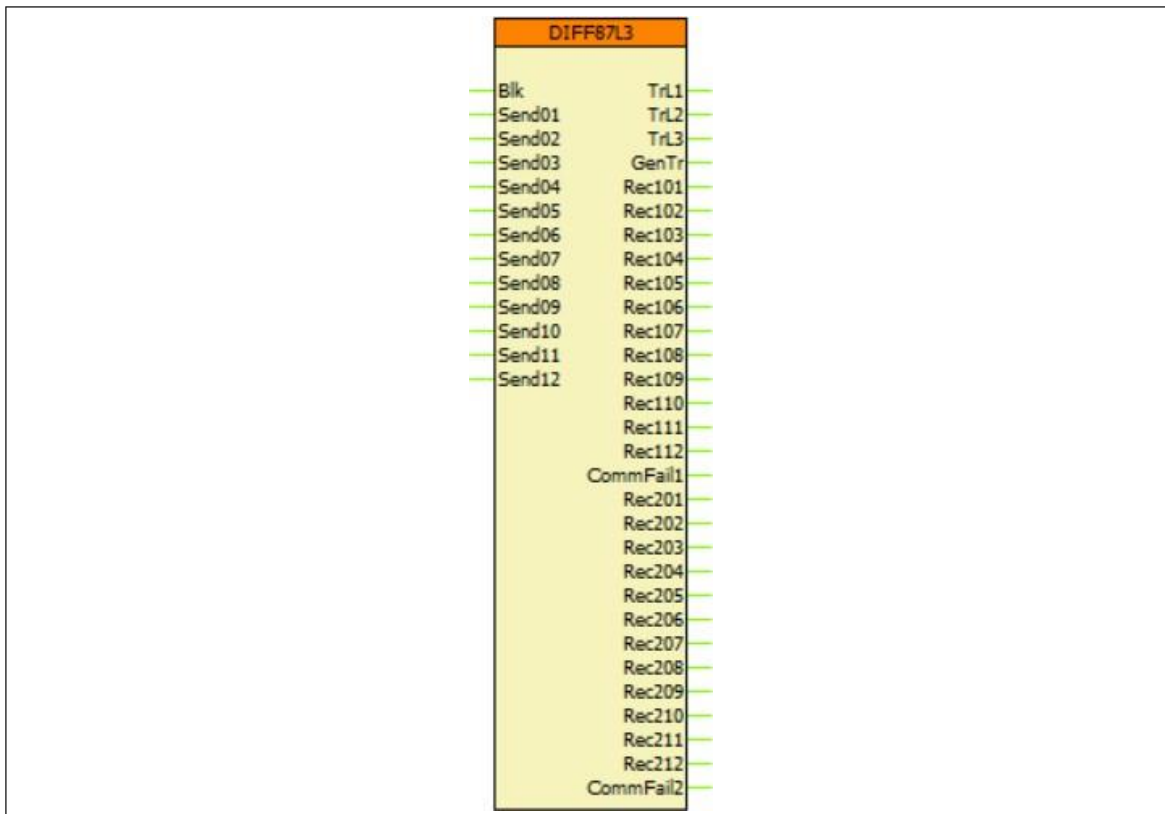 DIFF87L3
Blk TrL1
Send01 TrL2
Send02 TrL3
Send03 GenTr
Send04 Rec101
Send05 Rec102
Send06 Rec103
Send07 Rec104
Send08 Rec105
Send09 Rec106
Send10 Rec107
Send11 Rec108
Send12 Rec109
Rec110
Rec111
Rec112
CommFail1
Rec201
Rec202
Rec203
Rec204
Rec205
Rec206
Rec207
Rec208
Rec209
Rec210
Rec211
Rec212
CommFail2